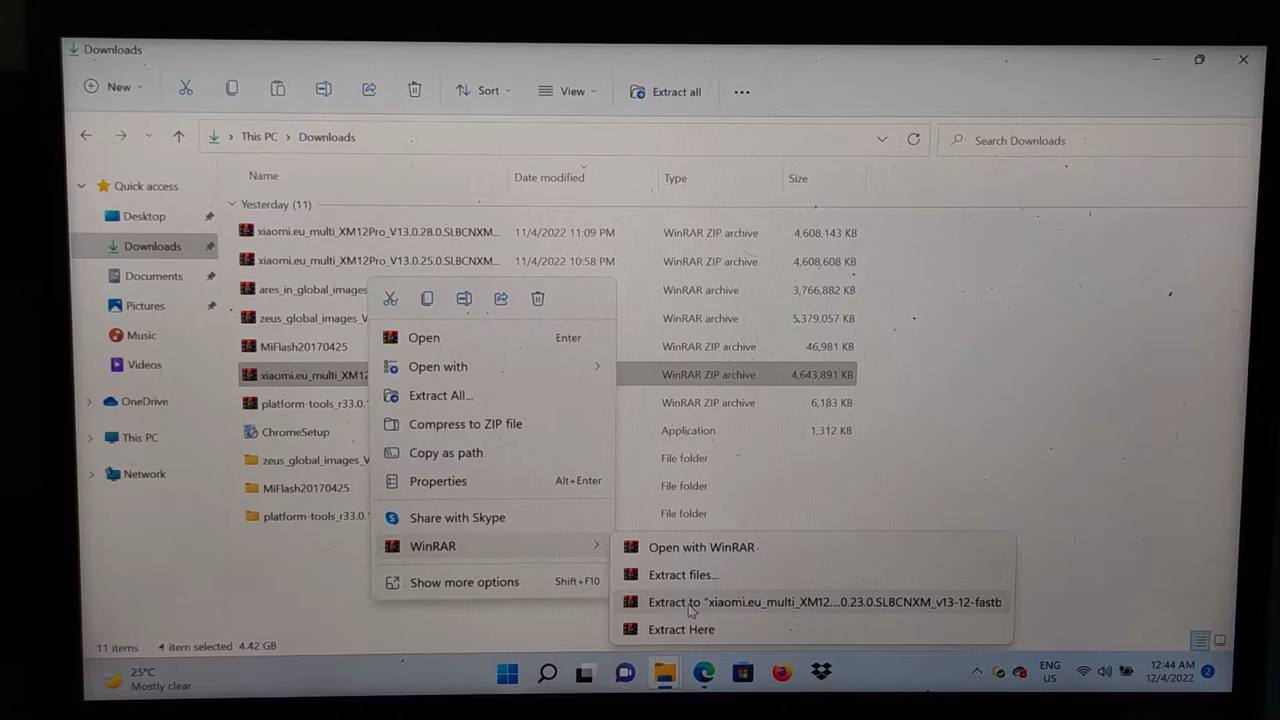 Downloads
New
Sort
View
Extract all
This PC
Downloads
Search Downloads
Name
Date modified
Type
Size
Quick access
Desktop
Downloads
Documents
Pictures
Music
Videos
OneDrive
This PC
Network
Yesterday (11)
xiaomi.eu_multi_XM12Pro_V13.0.28.0.SLBCNXM... 11/4/2022 11:09 PM WinRAR ZIP archive 4,608,143 KB
xiaomi.eu_multi_XM12Pro_V13.0.25.0.SLBCNXM... 11/4/2022 10:58 PM WinRAR ZIP archive 4,608,608 KB
ares_in_global_images WinRAR ZIP archive 3,766,882 KB
zeus_global_images_V WinRAR ZIP archive 5,379,057 KB
MiFlash20170425 WinRAR ZIP archive 46,981 KB
xiaomi.eu_multi_XM12 WinRAR ZIP archive 4,643,891 KB
platform-tools_r33.0. WinRAR ZIP archive 6,183 KB
ChromeSetup Application 1,312 KB
zeus_global_images_V File folder
MiFlash20170425 File folder
platform-tools_r33.0. File folder
Open Enter
Open with
Extract All...
Compress to ZIP file
Copy as path
Properties Alt+Enter
Share with Skype
WinRAR
Show more options Shift+F10
Open with WinRAR
Extract files...
Extract to "xiaomi.eu_multi_XM12....0.23.0.SLBCNXM_v13-12-fastb
Extract Here
11 items
item selected 4.42 GB
25°C
Mostly clear
ENG
US
12:44 AM
12/4/2022
2